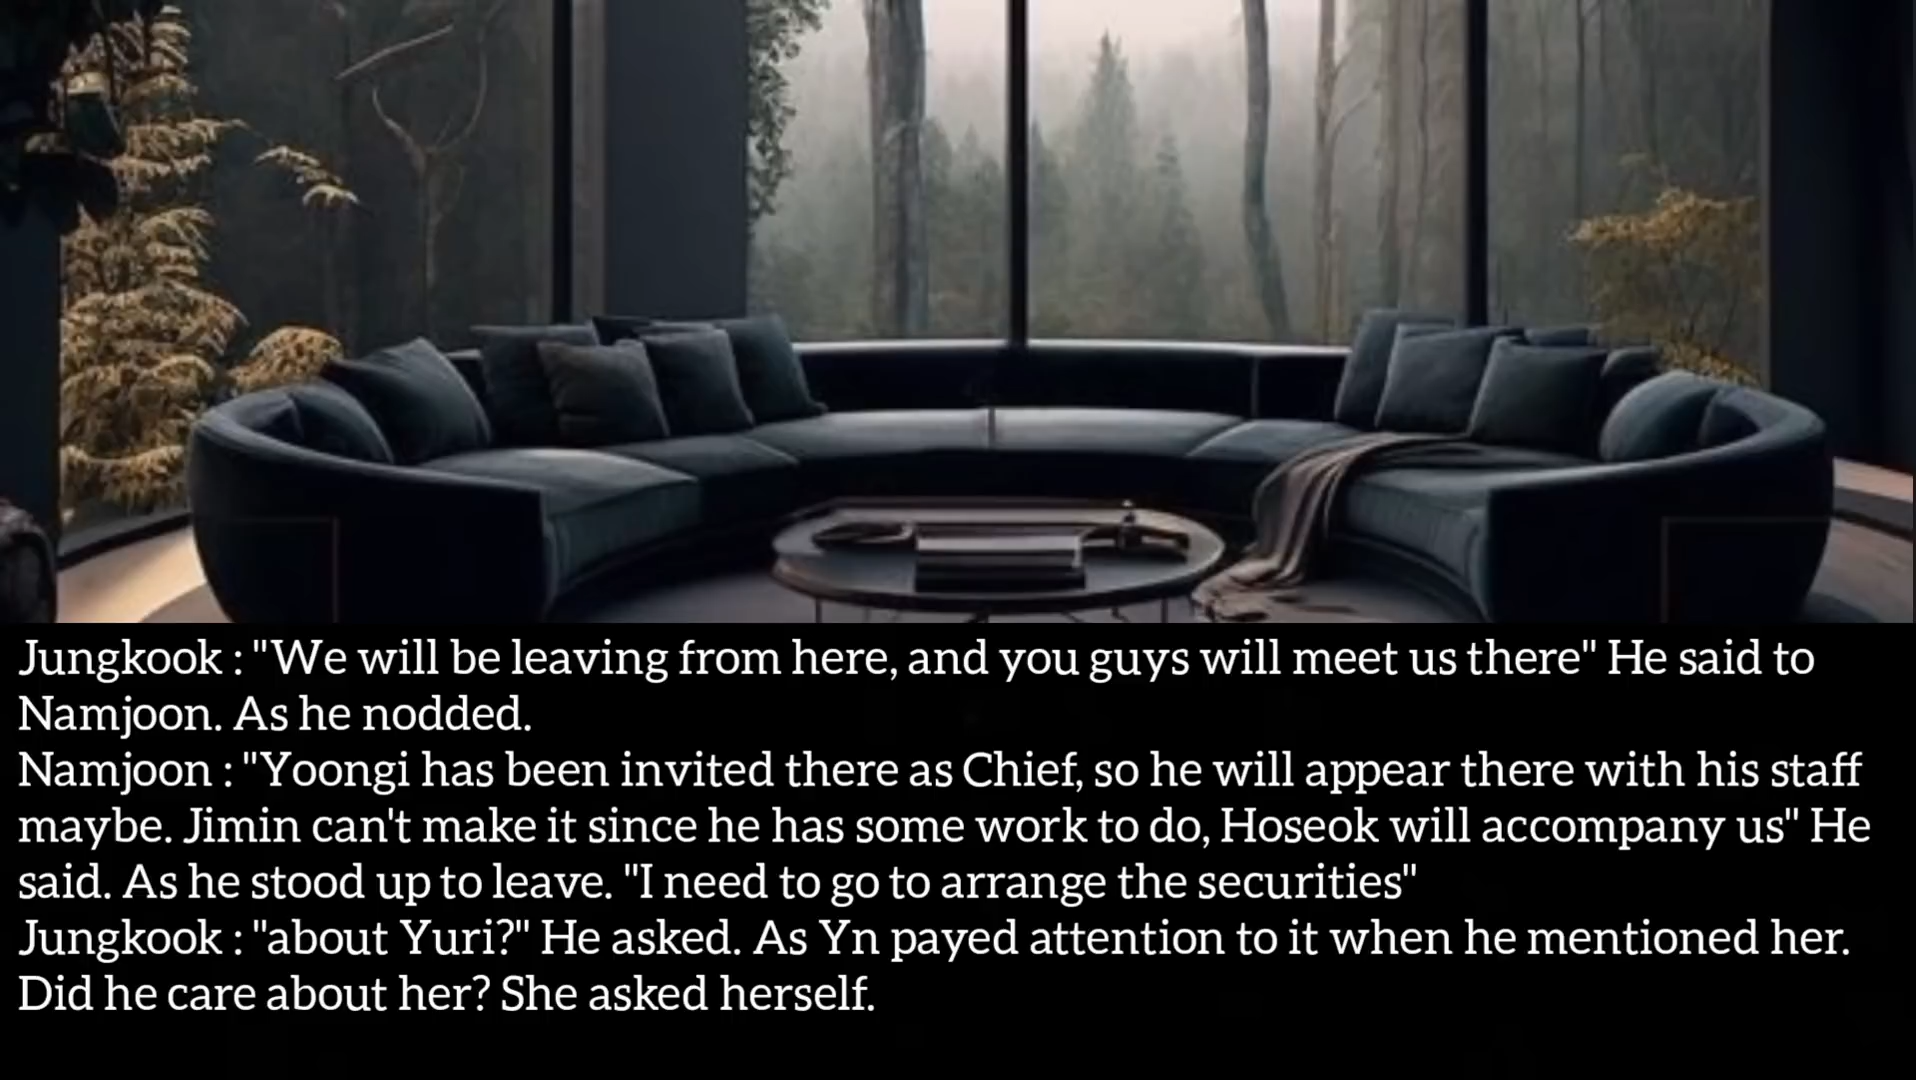 Jungkook : "We will be leaving from here, and you guys will meet us there" He said to
Namjoon. As he nodded.
Namjoon : "Yoongi has been invited there as Chief, so he will appear there with his staff
maybe. Jimin can't make it since he has some work to do, Hoseok will accompany us" He
said. As he stood up to leave. "I need to go to arrange the securities"
Jungkook : "about Yuri?" He asked. As Yn payed attention to it when he mentioned her.
Did he care about her? She asked herself.